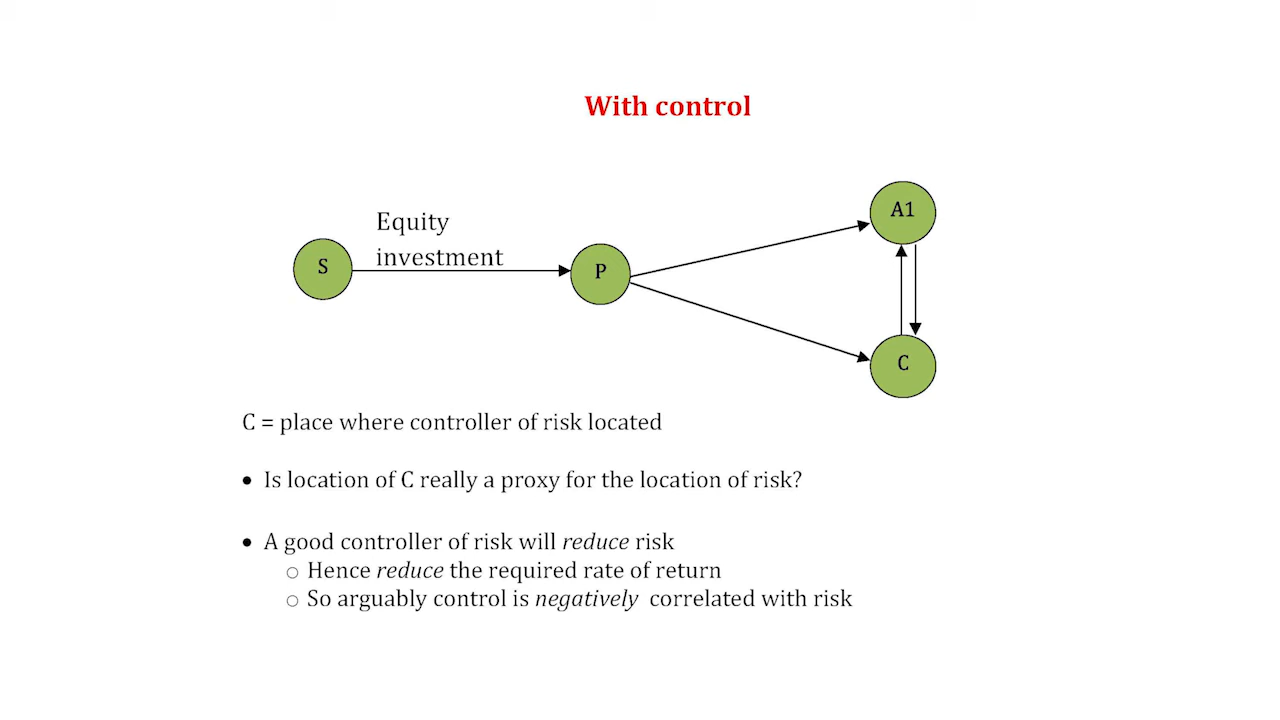 With control
A1
Equity
investment
S
P
C
C = place where controller of risk located
• Is location of C really a proxy for the location of risk?
• A good controller of risk will reduce risk
○ Hence reduce the required rate of return
○ So arguably control is negatively correlated with risk